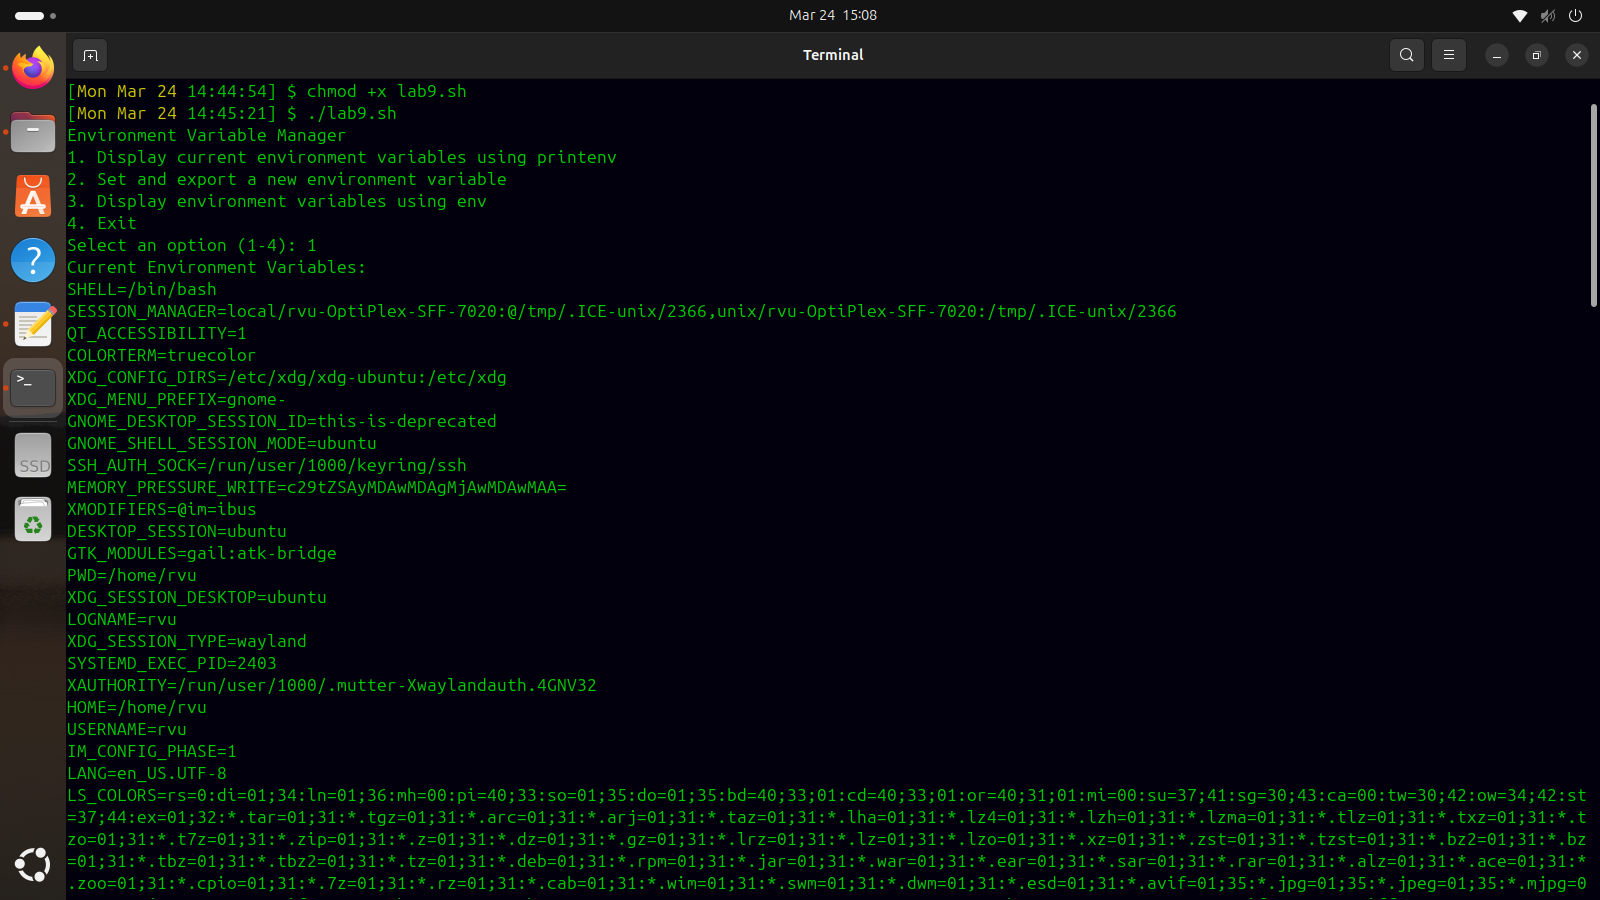 Mar 24 15:08
Terminal
[Mon Mar 24 14:44:54] $ chmod +x lab9.sh
[Mon Mar 24 14:45:21] $ ./lab9.sh
Environment Variable Manager
1. Display current environment variables using printenv
2. Set and export a new environment variable
3. Display environment variables using env
4. Exit
Select an option (1-4): 1
Current Environment Variables:
SHELL=/bin/bash
SESSION_MANAGER=local/rvu-OptiPlex-SFF-7020:@/tmp/.ICE-unix/2366,unix/rvu-OptiPlex-SFF-7020:/tmp/.ICE-unix/2366
QT_ACCESSIBILITY=1
COLORTERM=truecolor
XDG_CONFIG_DIRS=/etc/xdg/xdg-ubuntu:/etc/xdg
XDG_MENU_PREFIX=gnome-
GNOME_DESKTOP_SESSION_ID=this-is-deprecated
GNOME_SHELL_SESSION_MODE=ubuntu
SSH_AUTH_SOCK=/run/user/1000/keyring/ssh
MEMORY_PRESSURE_WRITE=c29tZSAyMDAwMDAgMjAwMDAwMAA=
XMODIFIERS=@im=ibus
DESKTOP_SESSION=ubuntu
GTK_MODULES=gail:atk-bridge
PWD=/home/rvu
XDG_SESSION_DESKTOP=ubuntu
LOGNAME=rvu
XDG_SESSION_TYPE=wayland
SYSTEMD_EXEC_PID=2403
XAUTHORITY=/run/user/1000/.mutter-Xwaylandauth.4GNV32
HOME=/home/rvu
USERNAME=rvu
IM_CONFIG_PHASE=1
LANG=en_US.UTF-8
LS_COLORS=rs=0:di=01;34:ln=01;36:mh=00:pi=40;33:so=01;35:do=01;35:bd=40;33;01:cd=40;33;01:or=40;31;01:mi=00:su=37;41:sg=30;43:ca=00:tw=30;42:ow=34;42:st
=37;44:ex=01;32:*.tar=01;31:*.tgz=01;31:*.arc=01;31:*.arj=01;31:*.taz=01;31:*.lha=01;31:*.lz4=01;31:*.lzh=01;31:*.lzma=01;31:*.tlz=01;31:*.txz=01;31:*.t
zo=01;31:*.t7z=01;31:*.zip=01;31:*.z=01;31:*.dz=01;31:*.gz=01;31:*.lrz=01;31:*.lz=01;31:*.lzo=01;31:*.xz=01;31:*.zst=01;31:*.tzst=01;31:*.bz2=01;31:*.bz
=01;31:*.tbz=01;31:*.tbz2=01;31:*.tz=01;31:*.deb=01;31:*.rpm=01;31:*.jar=01;31:*.war=01;31:*.ear=01;31:*.sar=01;31:*.rar=01;31:*.alz=01;31:*.ace=01;31:*
.zoo=01;31:*.cpio=01;31:*.7z=01;31:*.rz=01;31:*.cab=01;31:*.wim=01;31:*.swm=01;31:*.dwm=01;31:*.esd=01;31:*.avif=01;35:*.jpg=01;35:*.jpeg=01;35:*.mjpg=0
SSD